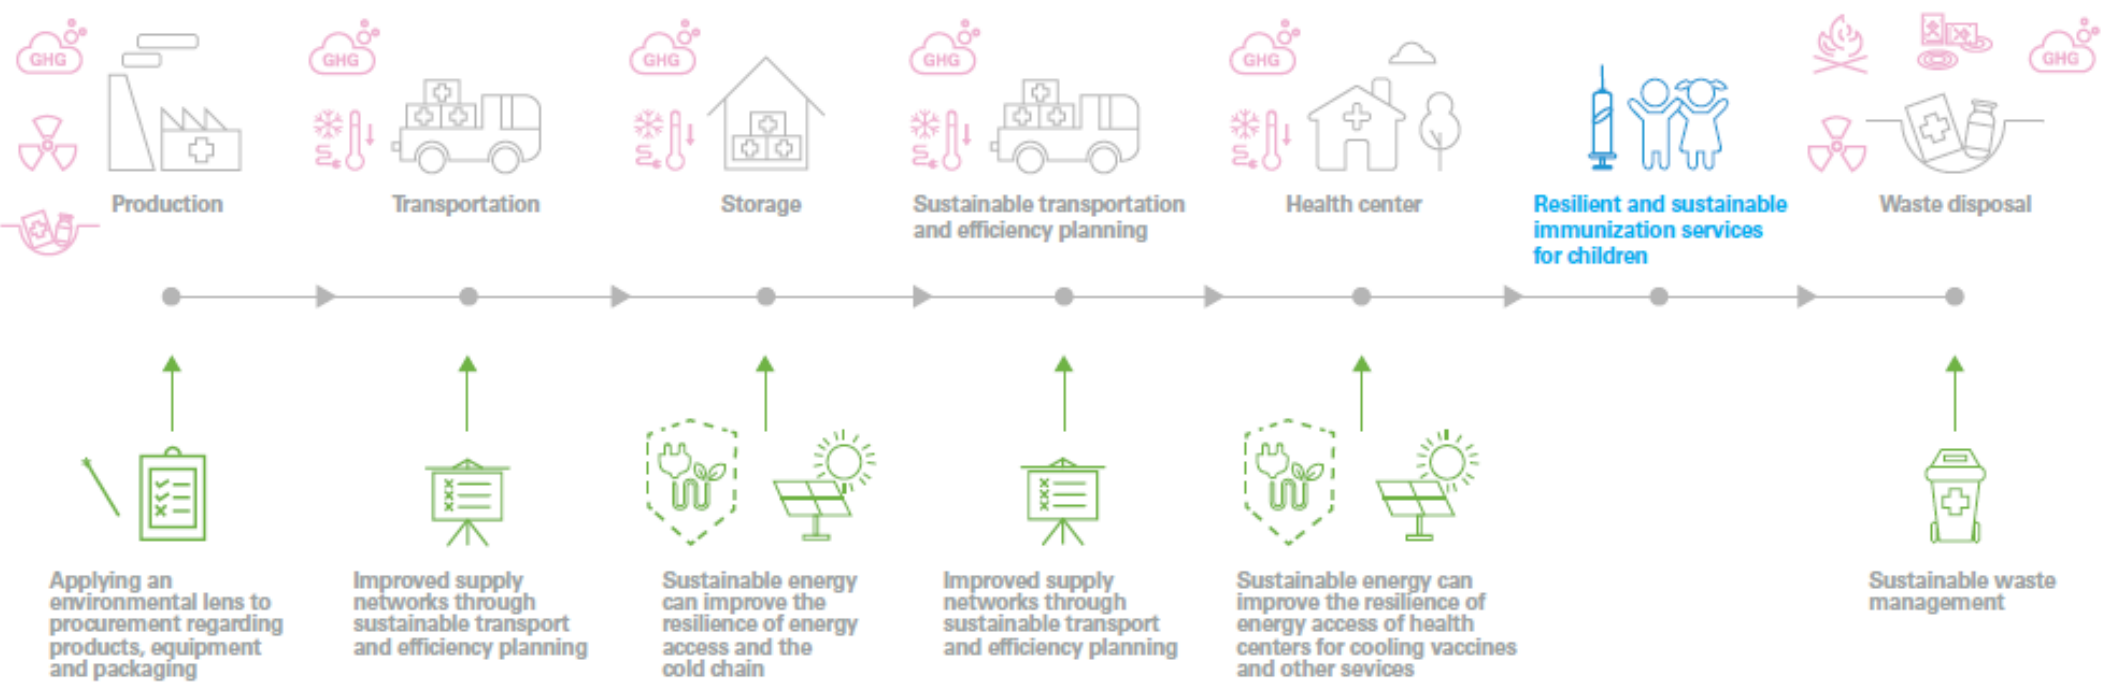 GHG
GHG
GHG
GHG
GHG
GHG
Production
Transportation
Storage
Sustainable transportation
and efficiency planning
Health center
Resilient and sustainable
immunization services
for children
Waste disposal
Applying an
environmental lens to
procurement regarding
products, equipment
and packaging
Improved supply
networks through
sustainable transport
and efficiency planning
Sustainable energy
can improve the
resilience of energy
access and the
cold chain
Improved supply
networks through
sustainable transport
and efficiency planning
Sustainable energy can
improve the resilience of
energy access of health
centers for cooling vaccines
and other sevices
Sustainable waste
management